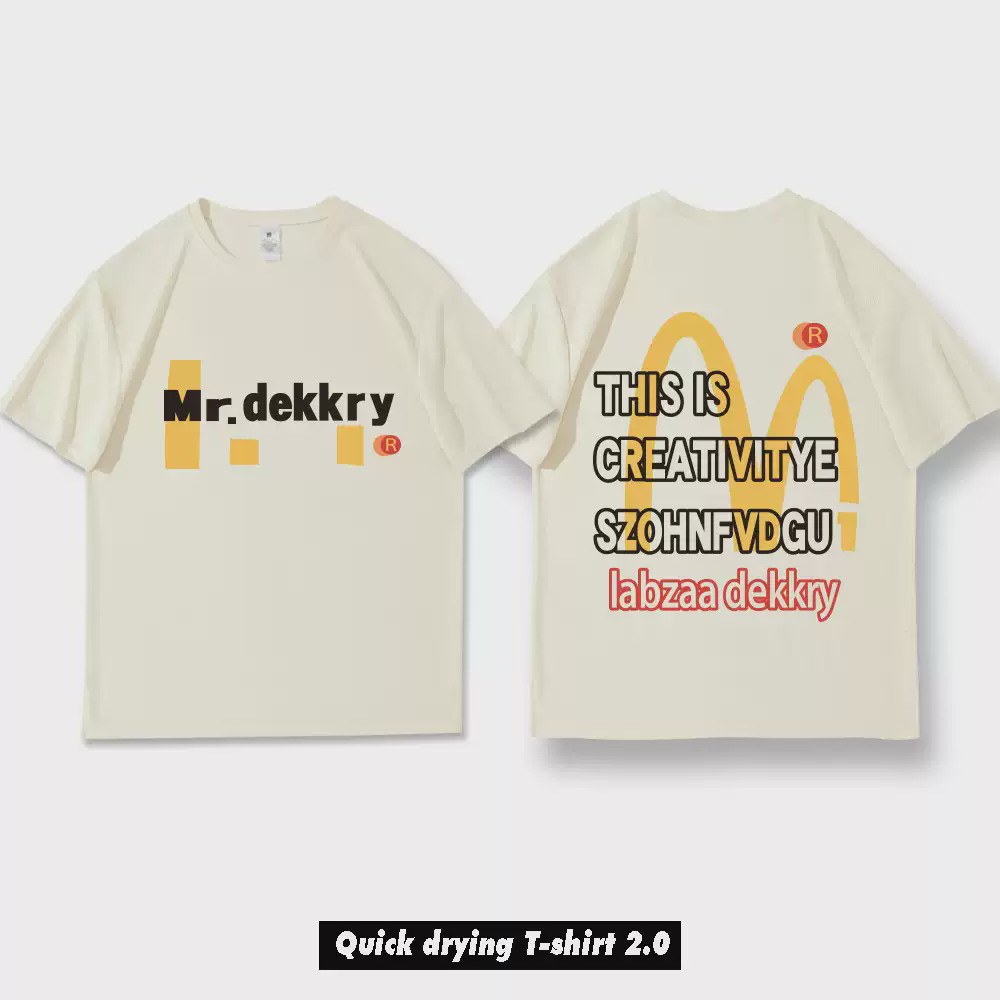 Mr. dekkry
R
R
THIS IS
CREATIVITYE
SZOHNFVDGU
labzaa dekkry
Quick drying T-shirt 2.0